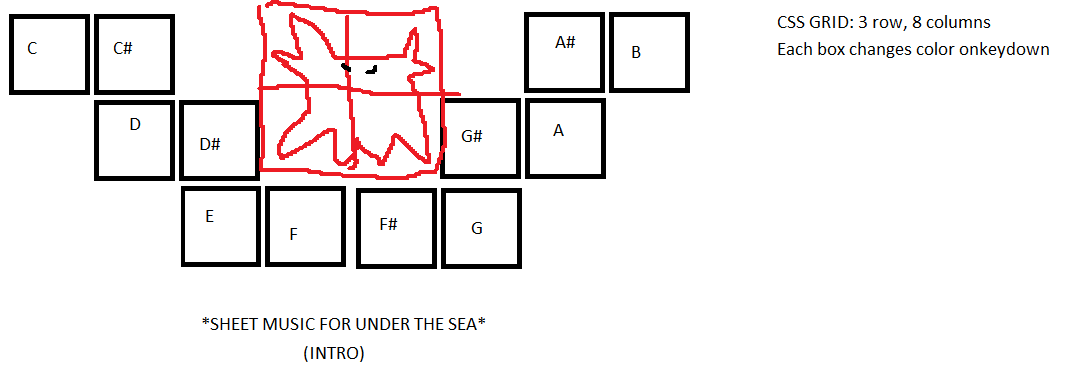 C
C#
A#
B
CSS GRID: 3 row, 8 columns
Each box changes color onkeydown
D
D#
G#
A
E
F
F#
G
*SHEET MUSIC FOR UNDER THE SEA*
(INTRO)